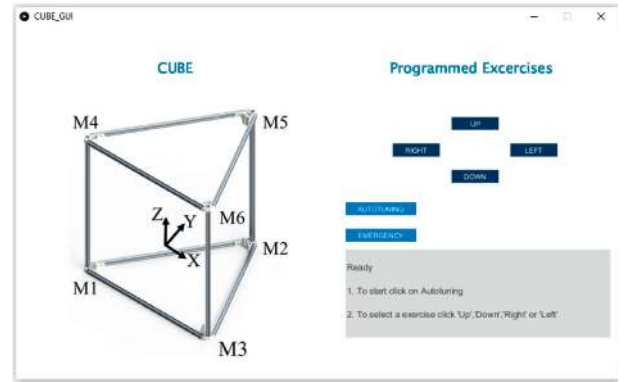 CUBE_GUI
CUBE
Programmed Excercises
M4
M5
UP
RIGHT
LEFT
DOWN
Z
Y
M6
X
AUTOTUNING
EMERGENCY
M2
M1
M3
Ready
1. To start click on Autotuning
2. To select a exercise click 'Up','Down','Right' or 'Left'